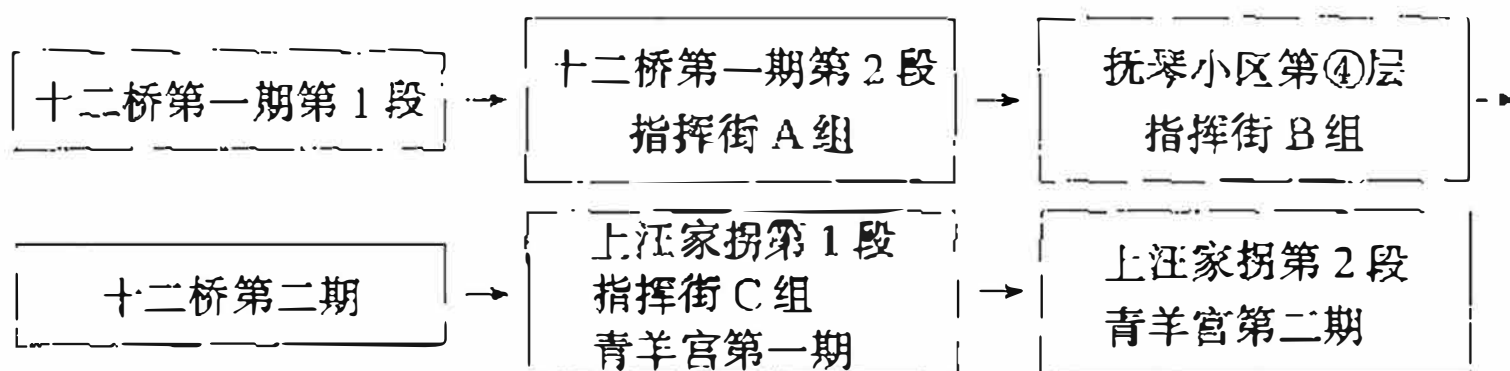 十二桥第一期第1段
十二桥第一期第2段
指挥街A组
抚琴小区第④层
指挥街B组
十二桥第二期
上汪家拐第1段
指挥街C组
青羊宫第一期
上汪家拐第2段
青羊宫第二期